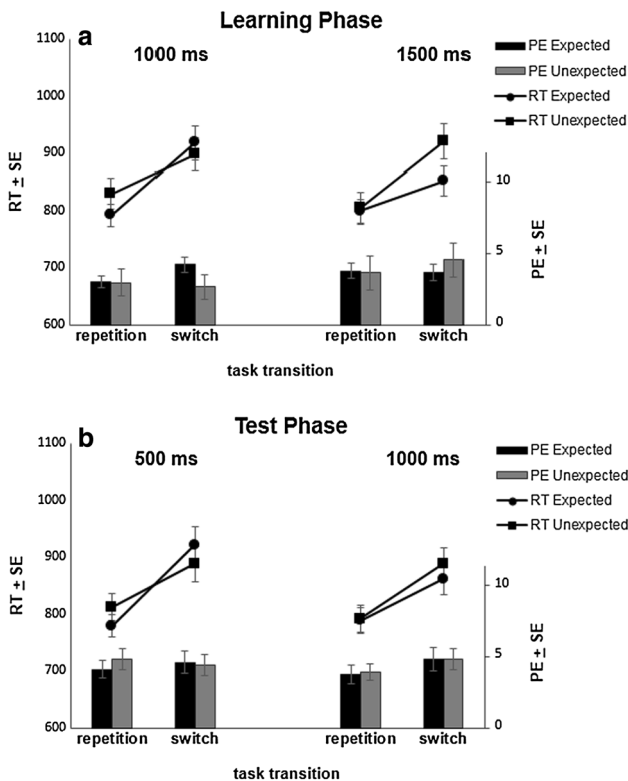 a
Learning Phase
1000 ms
1500 ms
PE Expected
PE Unexpected
RT Expected
RT Unexpected
1100
1000
900
800
700
600
RT ± SE
10
5
0
PE ± SE
repetition
switch
repetition
switch
task transition
b
Test Phase
500 ms
1000 ms
PE Expected
PE Unexpected
RT Expected
RT Unexpected
1100
1000
900
800
700
600
RT ± SE
10
5
0
PE ± SE
repetition
switch
repetition
switch
task transition